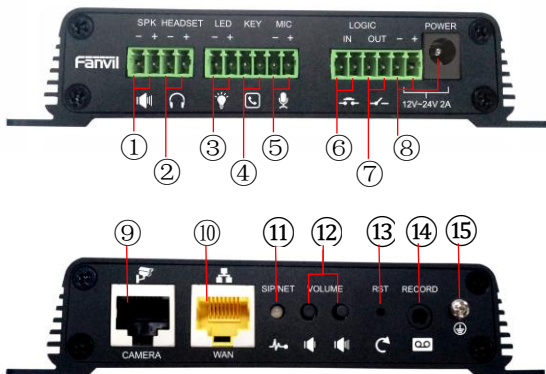 SPK HEADSET LED KEY MIC LOGIC POWER
IN OUT
− + − + − + − + − +
Fanvil
12V~24V 2A
① ② ③ ④ ⑤ ⑥ ⑦ ⑧
⑨ ⑩ ⑪ ⑫ ⑬ ⑭ ⑮
SIP/NET VOLUME RST RECORD
CAMERA WAN